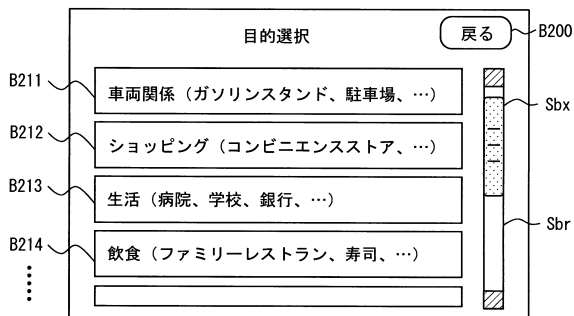 目的選択
戻る
B200
B211
車両関係（ガソリンスタンド、駐車場、…）
Sbx
B212
ショッピング（コンビニエンスストア、…）
B213
生活（病院、学校、銀行、…）
Sbr
B214
飲食（ファミリーレストラン、寿司、…）